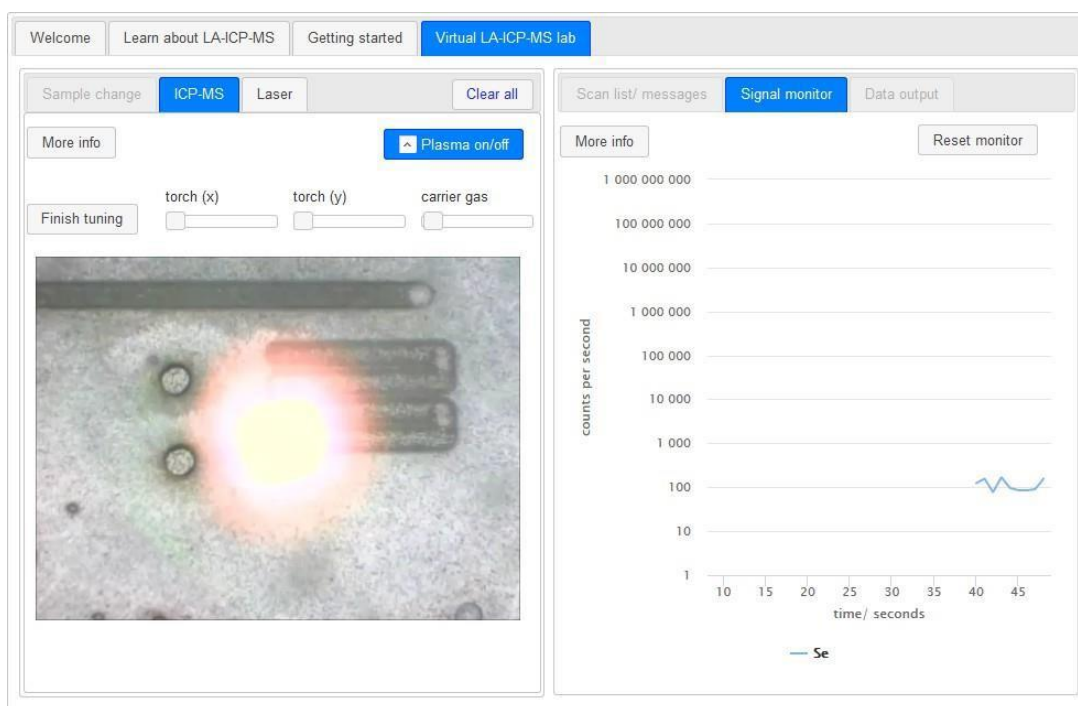 Welcome Learn about LA-ICP-MS Getting started Virtual LA-ICP-MS lab
Sample change ICP-MS Laser Clear all
More info Plasma on/off
torch (x) torch (y) carrier gas
Finish tuning
Scan list/ messages Signal monitor Data output
More info Reset monitor
1 000 000 000
100 000 000
10 000 000
1 000 000
100 000
10 000
1 000
100
10
1
counts per second
10 15 20 25 30 35 40 45
time/ seconds
Se